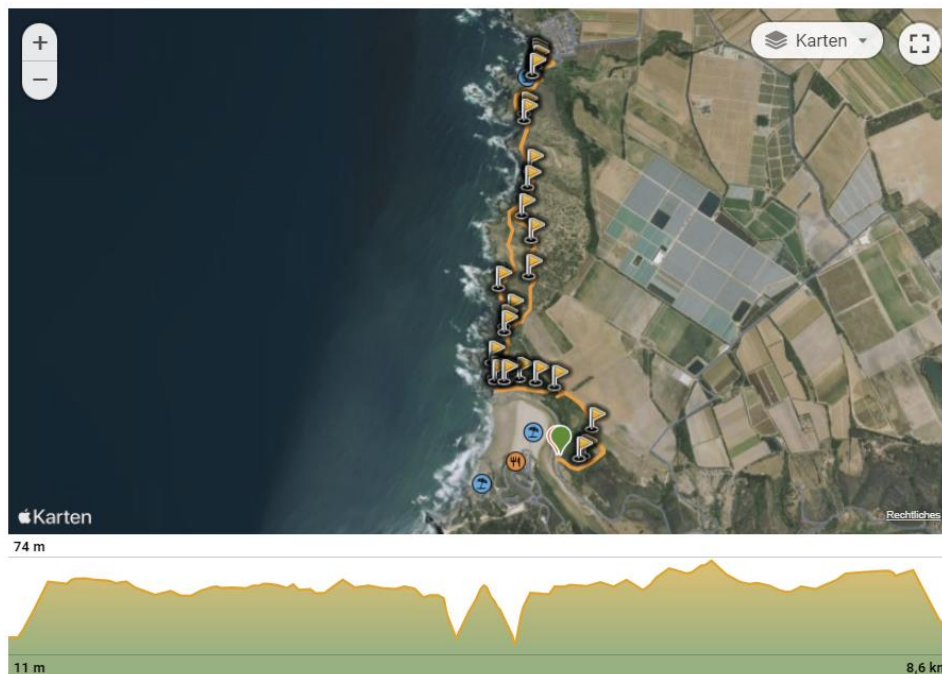 +
Karten
−
Karten
Rechtliches
74 m
11 m
8,6 km